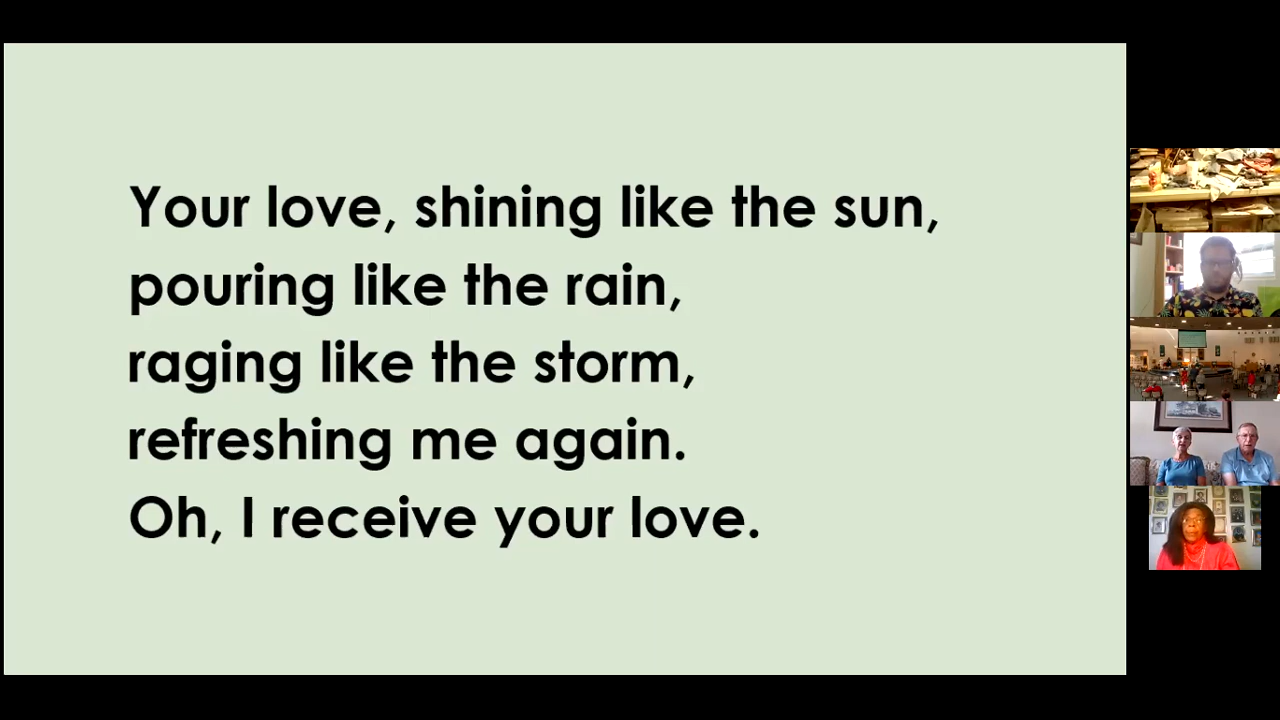 Your love, shining like the sun,
pouring like the rain,
raging like the storm,
refreshing me again.
Oh, I receive your love.